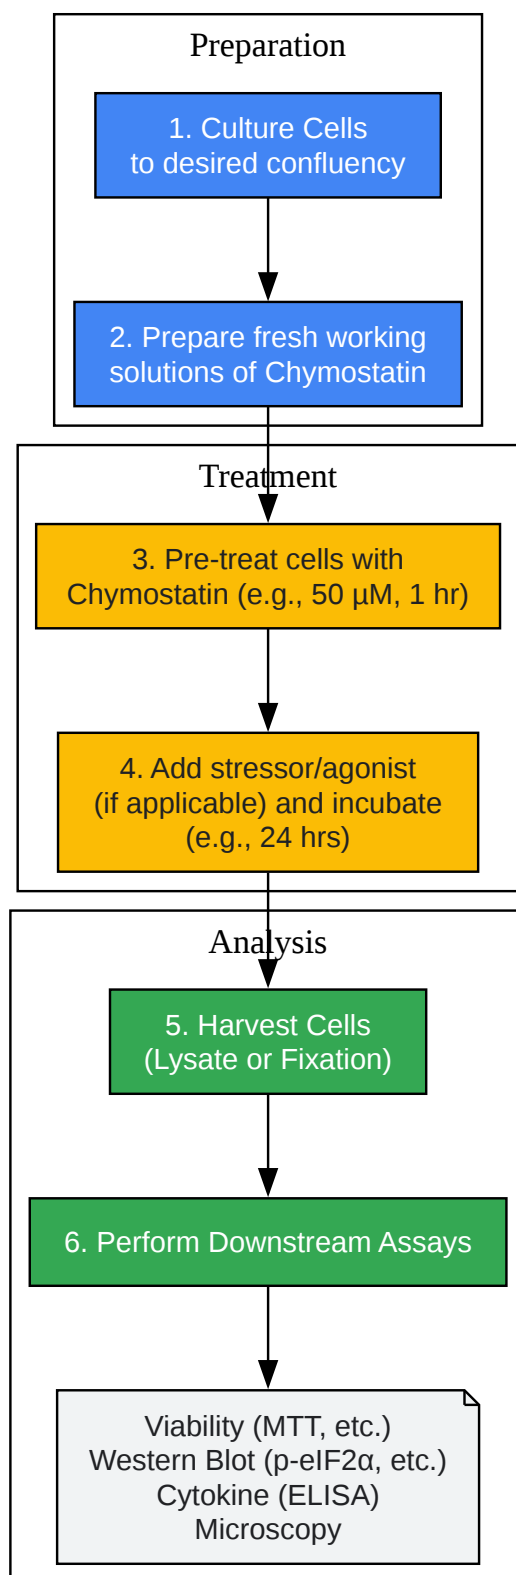 Preparation
1. Culture Cells
to desired confluency
2. Prepare fresh working
solutions of Chymostatin
Treatment
3. Pre-treat cells with
Chymostatin (e.g., 50 µM, 1 hr)
4. Add stressor/agonist
(if applicable) and incubate
(e.g., 24 hrs)
Analysis
5. Harvest Cells
(Lysate or Fixation)
6. Perform Downstream Assays
Viability (MTT, etc.)
Western Blot (p-eIF2α, etc.)
Cytokine (ELISA)
Microscopy